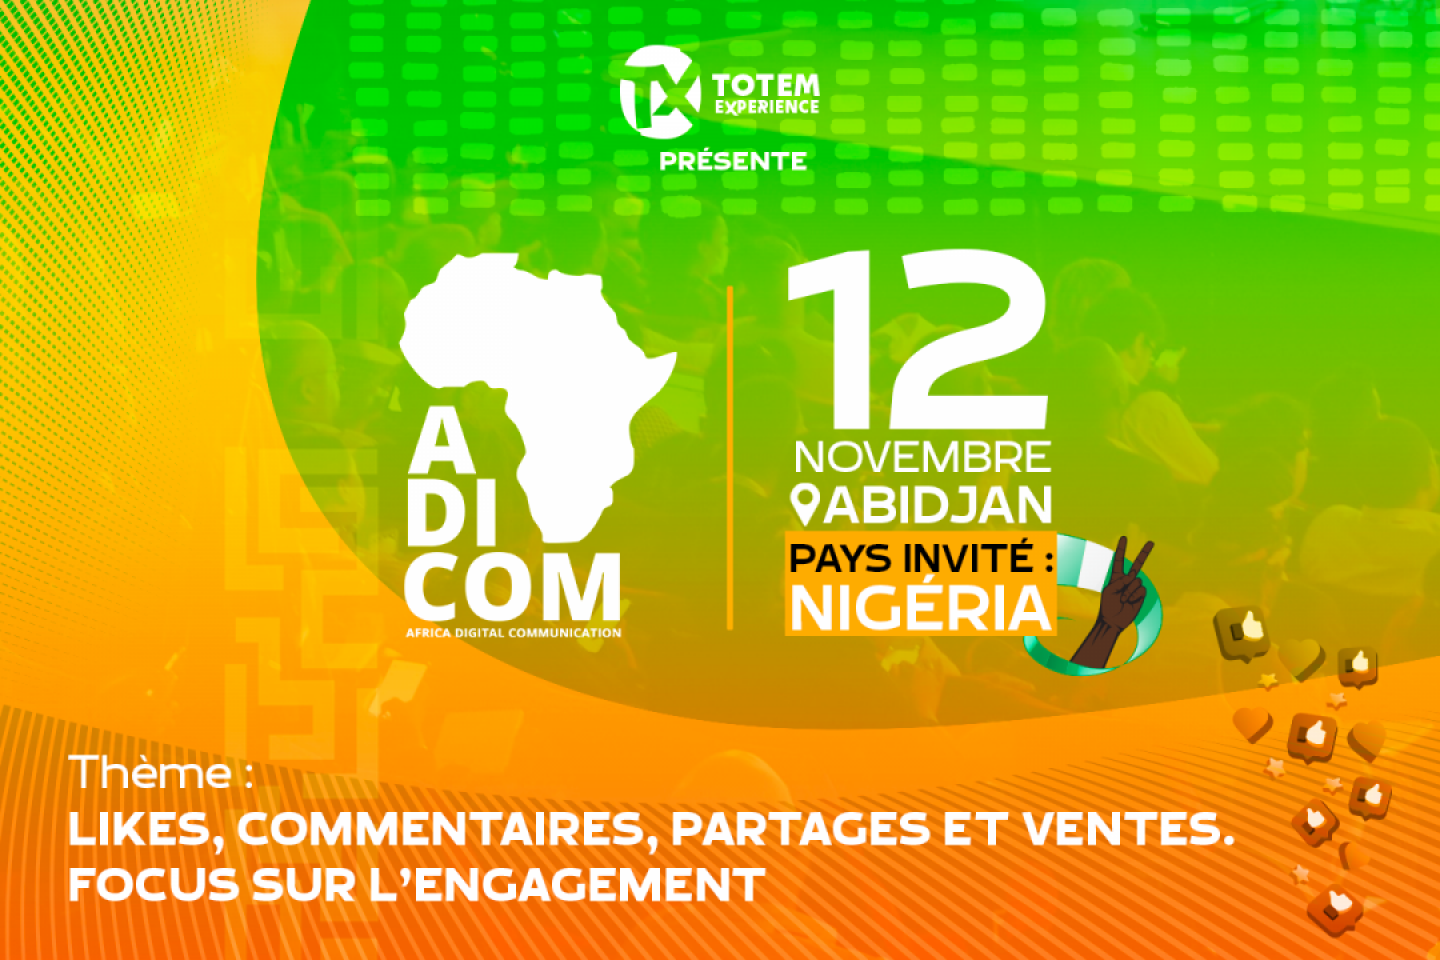 TX TOTEM
EXPERIENCE
PRÉSENTE
A
DI
COM
AFRICA DIGITAL COMMUNICATION
12
NOVEMBRE
ABIDJAN
PAYS INVITÉ :
NIGÉRIA
Thème :
LIKES, COMMENTAIRES, PARTAGES ET VENTES.
FOCUS SUR L’ENGAGEMENT